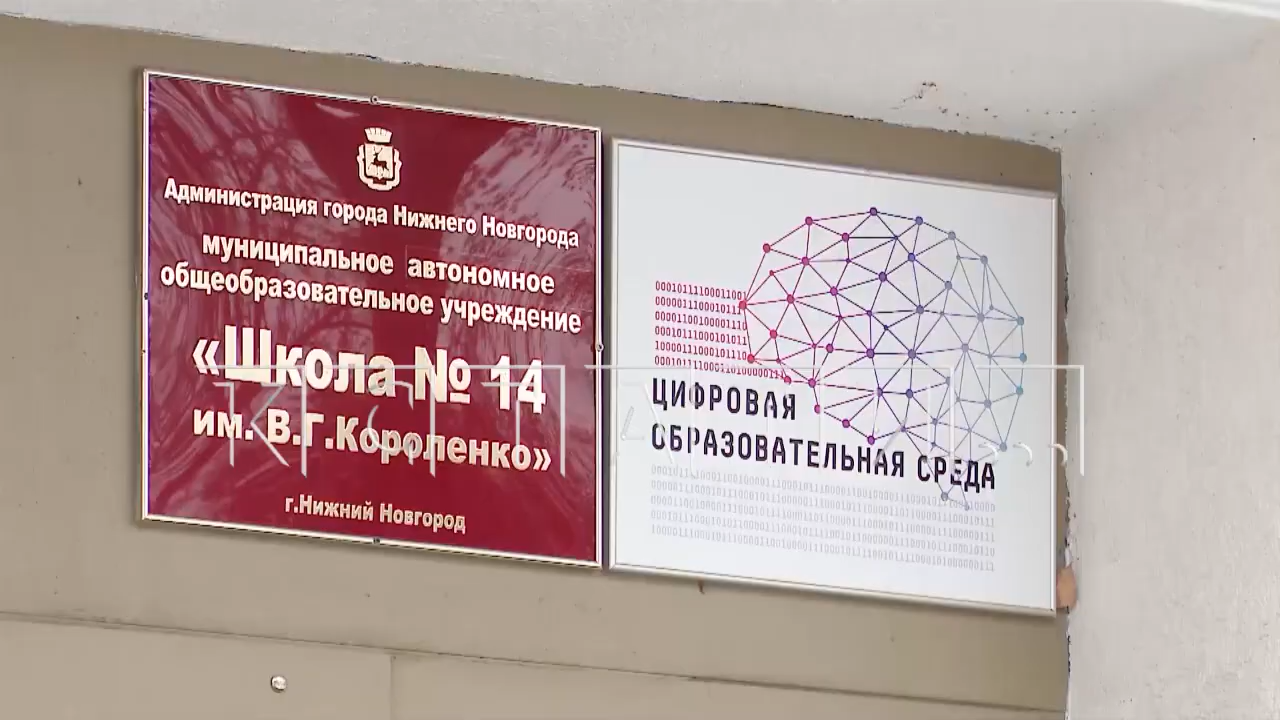 Администрация города Нижнего Новгорода
муниципальное автономное
общеобразовательное учреждение
«Школа № 14
им. В.Г.Короленко»
г.Нижний Новгород
ЦИФРОВАЯ
ОБРАЗОВАТЕЛЬНАЯ СРЕДА